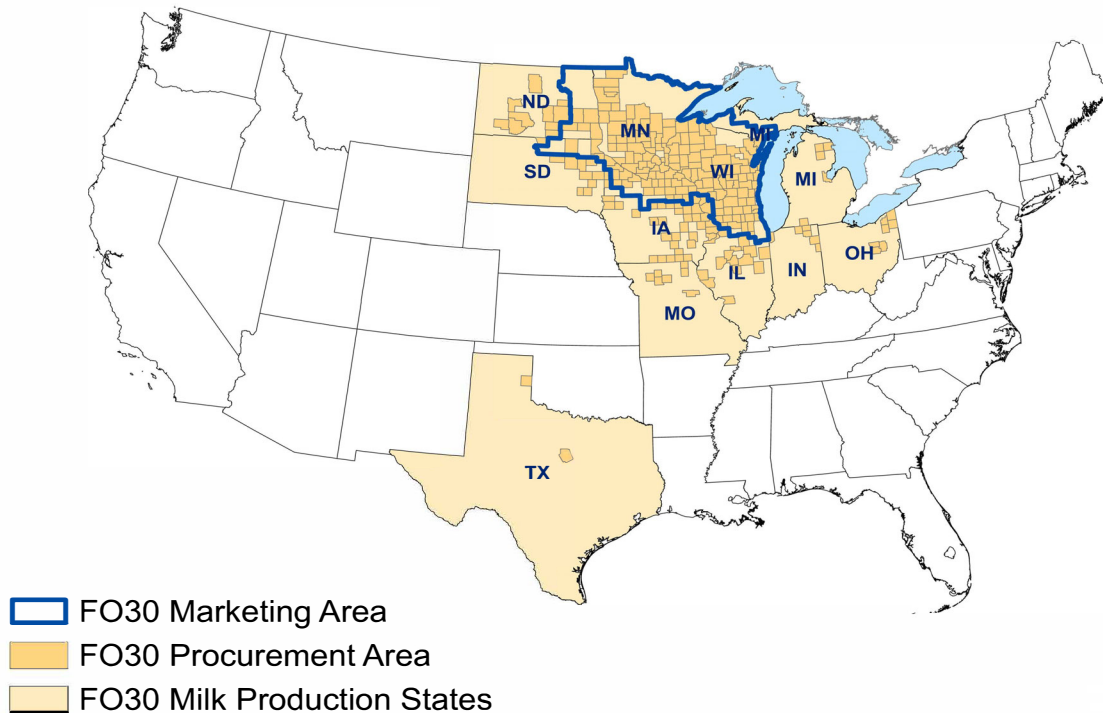 ND
MN
MI
SD
WI
MI
IA
IL
IN
OH
MO
TX
FO30 Marketing Area
FO30 Procurement Area
FO30 Milk Production States